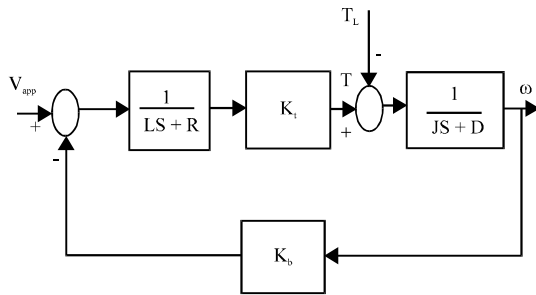 T_L
-
V_app
+
1
LS + R
K_t
T
+
1
JS + D
ω
-
K_b